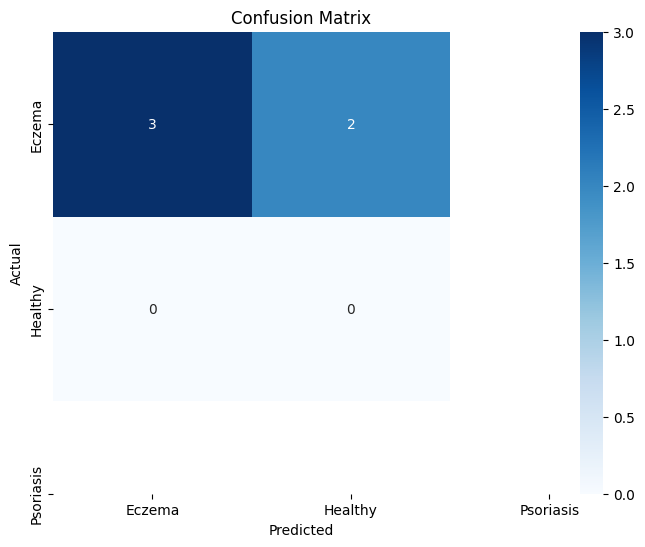 Confusion Matrix
Eczema
Healthy
Psoriasis
Actual
3
2
0
0
Eczema
Healthy
Psoriasis
Predicted
3.0
2.5
2.0
1.5
1.0
0.5
0.0